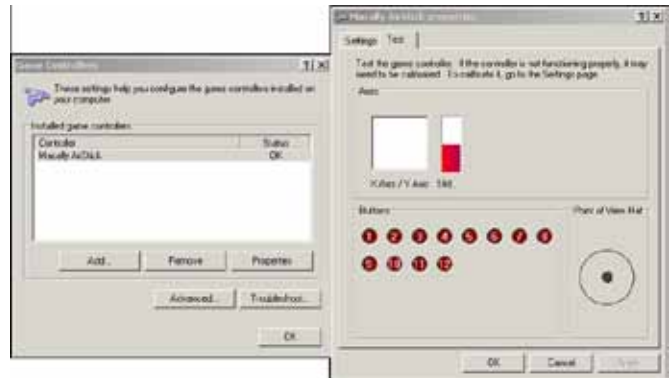 Game Controllers
These settings help you configure the game controllers installed on
your computer.
Installed game controllers
Controller Status
Macally AirStick OK
Add... Remove Properties
Advanced... Troubleshoot...
OK
Macally AirStick properties
Settings Test
Test the game controller. If the controller is not functioning properly, it may
need to be calibrated. To calibrate it, go to the Settings page.
Axes
X Axis / Y Axis
Buttons
1 2 3 4 5 6 7 8
9 10 11 12
Point of View Hat
OK Cancel Apply